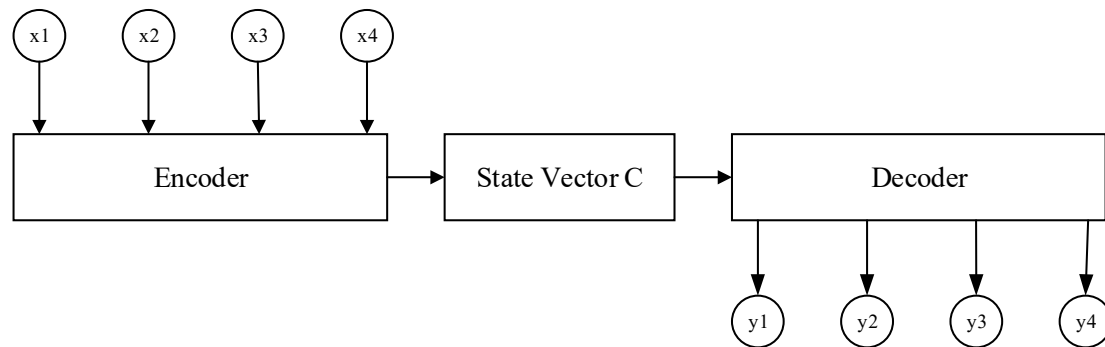 x1 x2 x3 x4
Encoder State Vector C Decoder
y1 y2 y3 y4